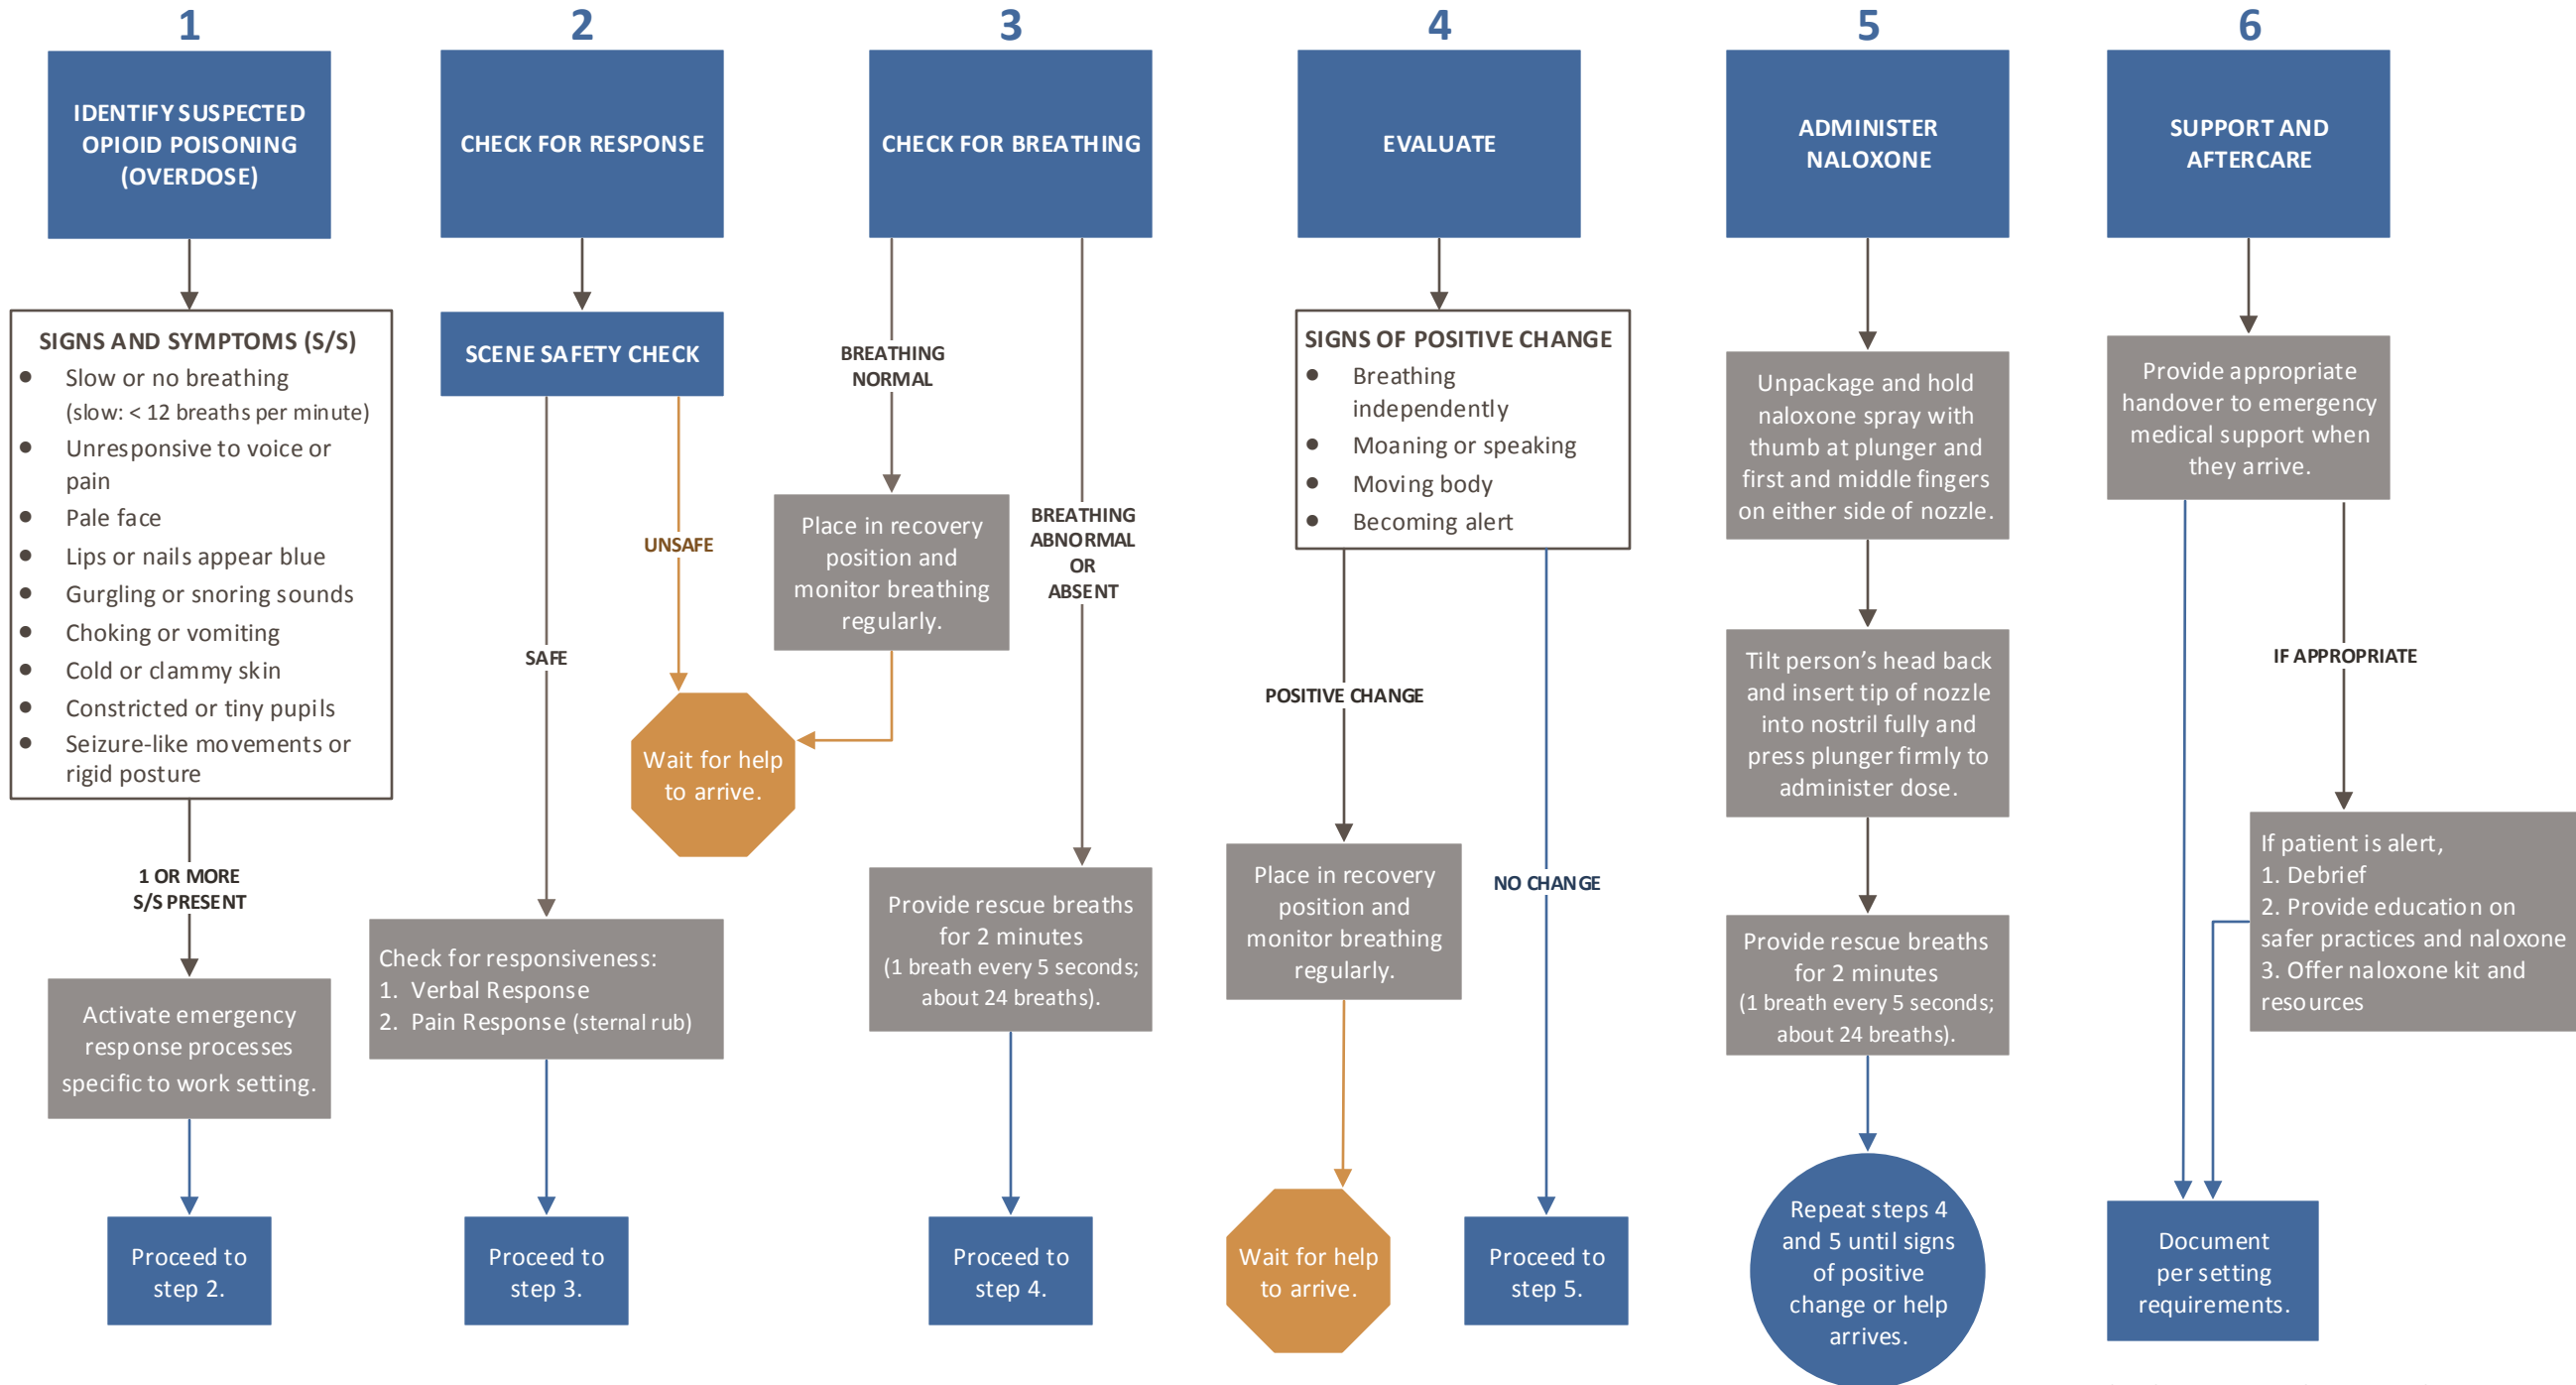 1
IDENTIFY SUSPECTED
OPIOID POISONING
(OVERDOSE)
SIGNS AND SYMPTOMS (S/S)
• Slow or no breathing
(slow: < 12 breaths per minute)
• Unresponsive to voice or
pain
• Pale face
• Lips or nails appear blue
• Gurgling or snoring sounds
• Choking or vomiting
• Cold or clammy skin
• Constricted or tiny pupils
• Seizure-like movements or
rigid posture
1 OR MORE
S/S PRESENT
Activate emergency
response processes
specific to work setting.
Proceed to
step 2.
2
CHECK FOR RESPONSE
SCENE SAFETY CHECK
SAFE
UNSAFE
Wait for help
to arrive.
Check for responsiveness:
1. Verbal Response
2. Pain Response (sternal rub)
Proceed to
step 3.
3
CHECK FOR BREATHING
BREATHING
NORMAL
Place in recovery
position and
monitor breathing
regularly.
BREATHING
ABNORMAL
OR
ABSENT
Provide rescue breaths
for 2 minutes
(1 breath every 5 seconds;
about 24 breaths).
Proceed to
step 4.
4
EVALUATE
SIGNS OF POSITIVE CHANGE
• Breathing
independently
• Moaning or speaking
• Moving body
• Becoming alert
POSITIVE CHANGE
Place in recovery
position and
monitor breathing
regularly.
Wait for help
to arrive.
NO CHANGE
Proceed to
step 5.
5
ADMINISTER
NALOXONE
Unpackage and hold
naloxone spray with
thumb at plunger and
first and middle fingers
on either side of nozzle.
Tilt person's head back
and insert tip of nozzle
into nostril fully and
press plunger firmly to
administer dose.
Provide rescue breaths
for 2 minutes
(1 breath every 5 seconds;
about 24 breaths).
Repeat steps 4
and 5 until signs
of positive
change or help
arrives.
6
SUPPORT AND
AFTERCARE
Provide appropriate
handover to emergency
medical support when
they arrive.
IF APPROPRIATE
If patient is alert,
1. Debrief
2. Provide education on
safer practices and naloxone
3. Offer naloxone kit and
resources
Document
per setting
requirements.